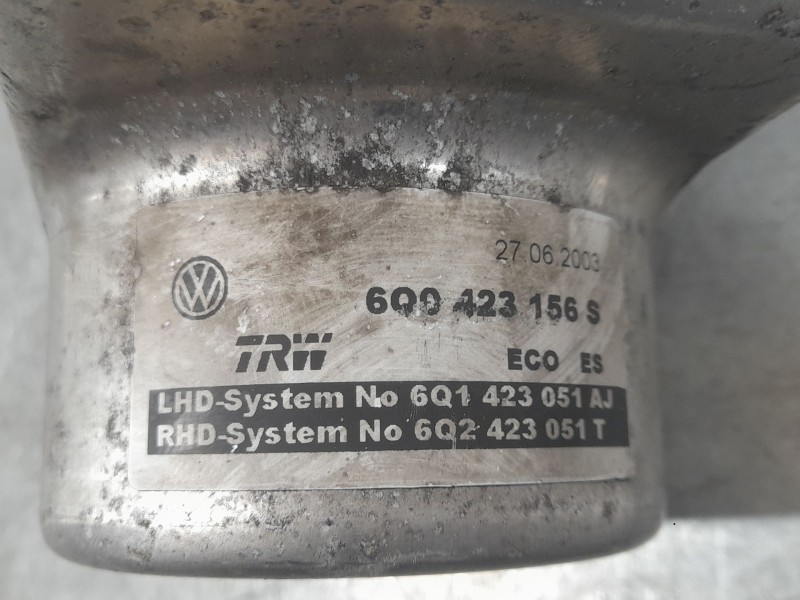 27.06.2003
VW
6Q0 423 156 S
TRW
ECO ES
LHD-System No 6Q1 423 051 AJ
RHD-System No 6Q2 423 051 T